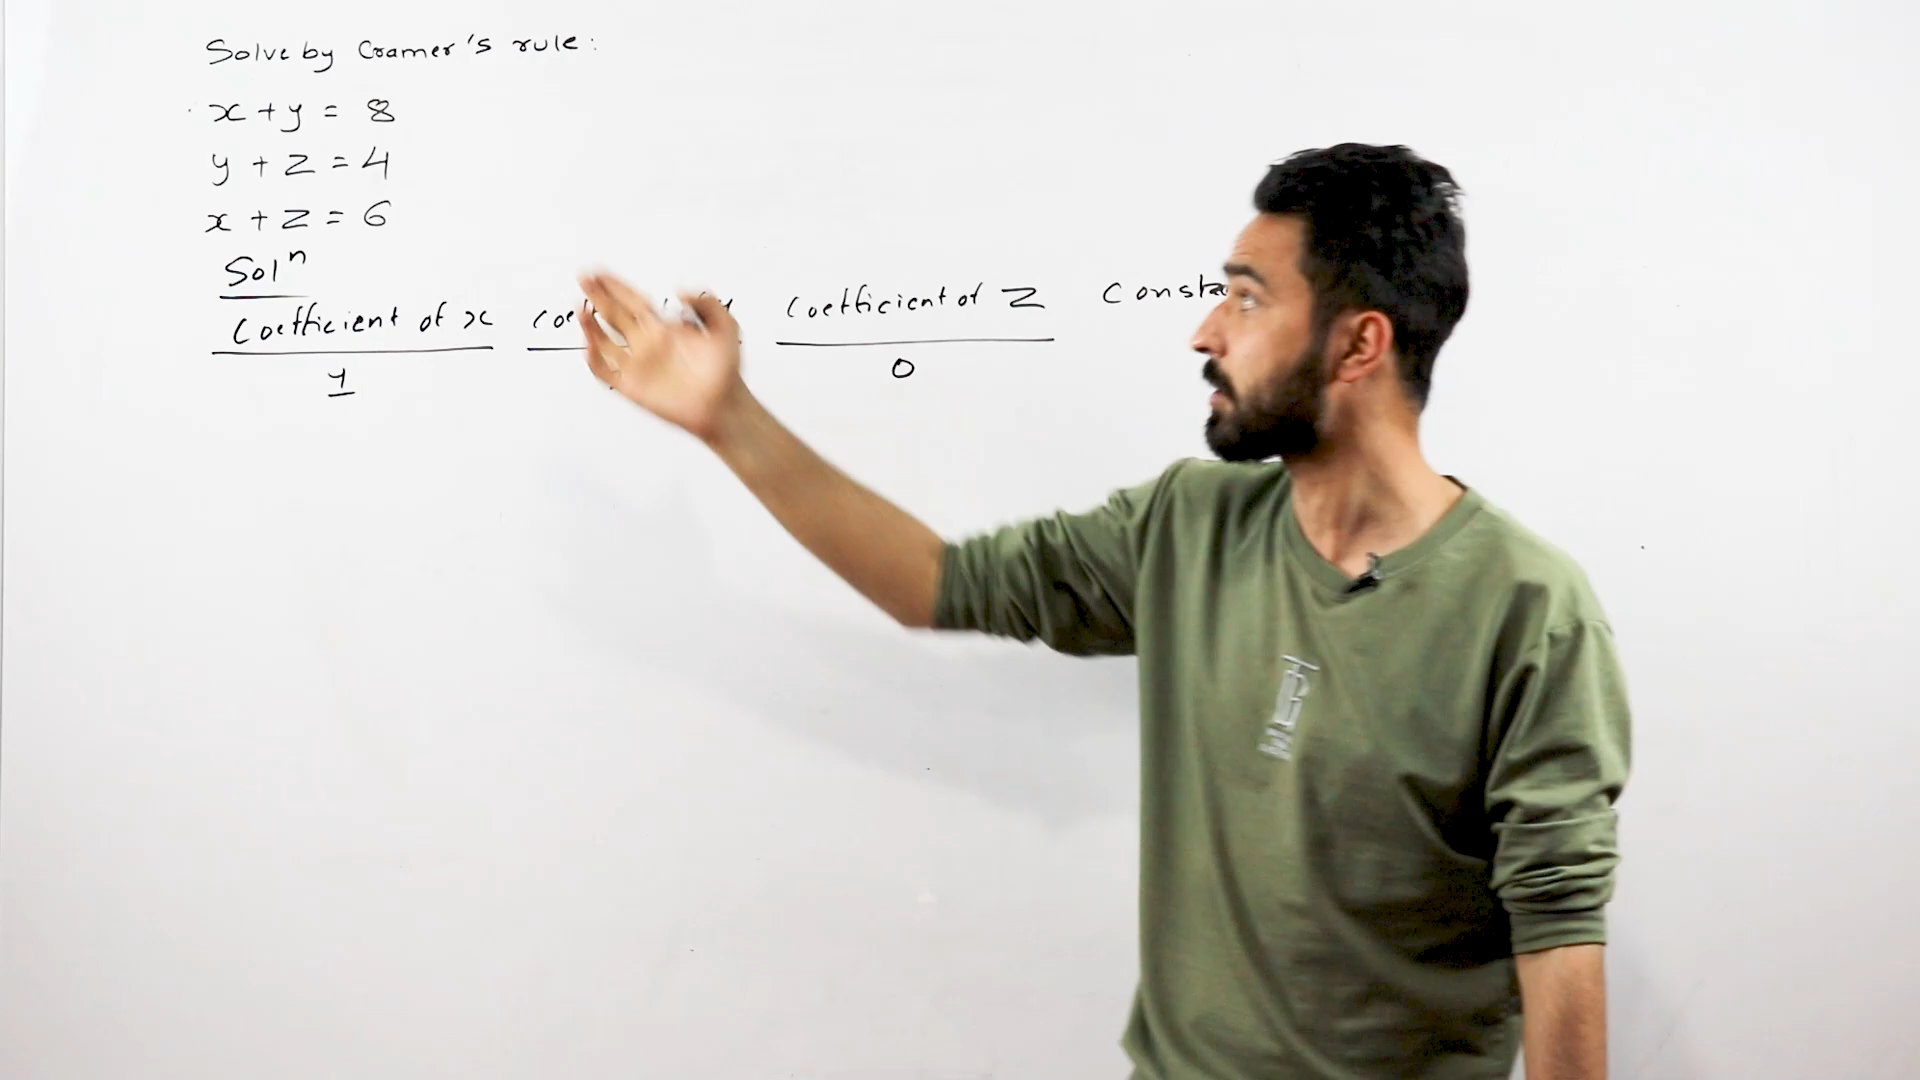 Solve by Cramer's rule:
x + y = 8
y + z = 4
x + z = 6
Solⁿ
Coefficient of x coefficient of z
1 0